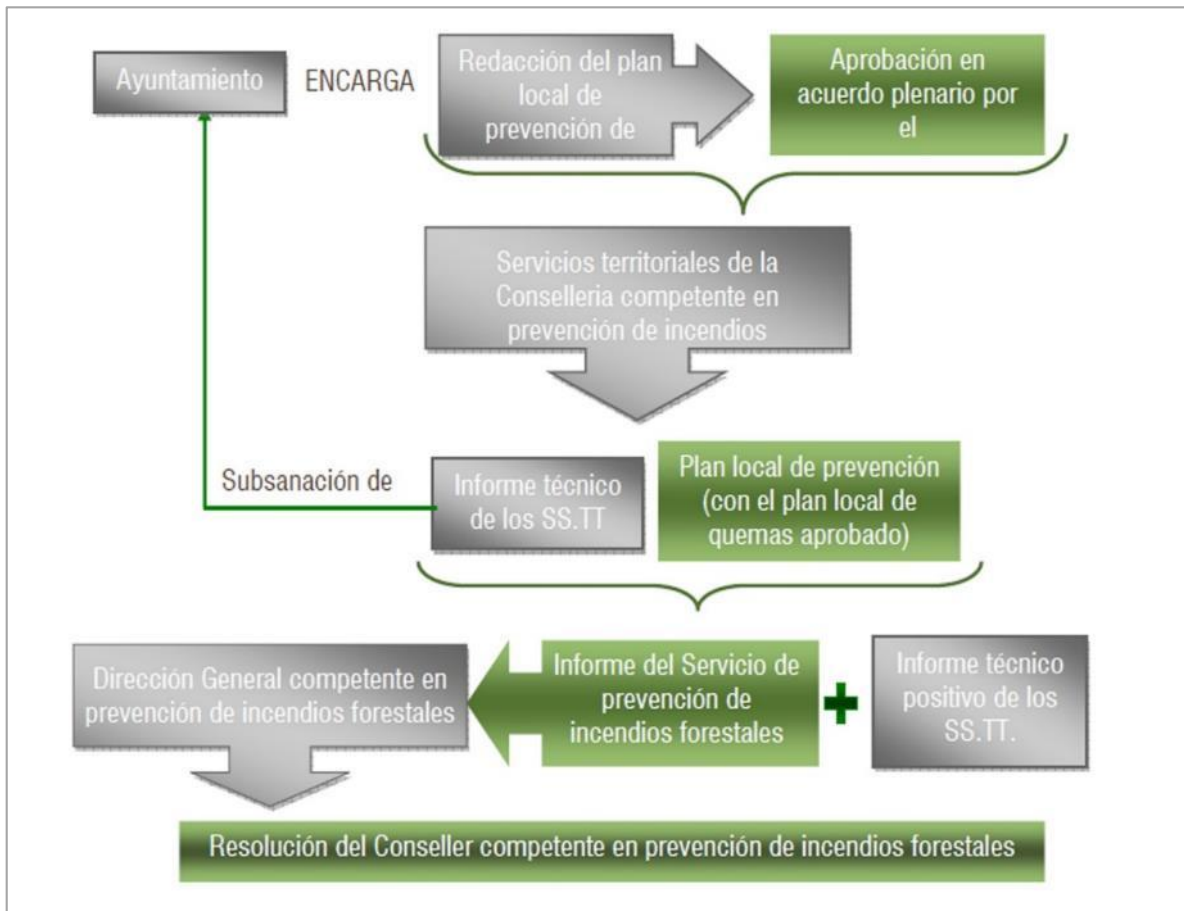 Ayuntamiento
ENCARGA
Redacción del plan
local de
prevención de
Aprobación en
acuerdo plenario por
el
Servicios territoriales de la
Conselleria competente en
prevención de incendios
Subsanación de
Informe técnico
de los SS.TT
Plan local de prevención
(con el plan local de
quemas aprobado)
Dirección General competente en
prevención de incendios forestales
Informe del Servicio de
prevención de
incendios forestales
Informe técnico
positivo de los
SS.TT.
Resolución del Conseller competente en prevención de incendios forestales